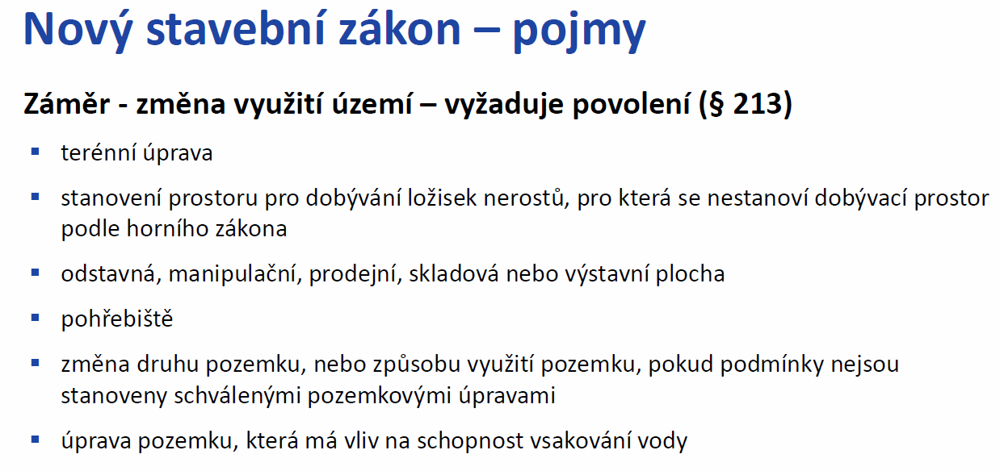 Nový stavební zákon – pojmy
Záměr - změna využití území – vyžaduje povolení (§ 213)
▪ terénní úprava
▪ stanovení prostoru pro dobývání ložisek nerostů, pro která se nestanoví dobývací prostor
podle horního zákona
▪ odstavná, manipulační, prodejní, skladová nebo výstavní plocha
▪ pohřebiště
▪ změna druhu pozemku, nebo způsobu využití pozemku, pokud podmínky nejsou
stanoveny schválenými pozemkovými úpravami
▪ úprava pozemku, která má vliv na schopnost vsakování vody